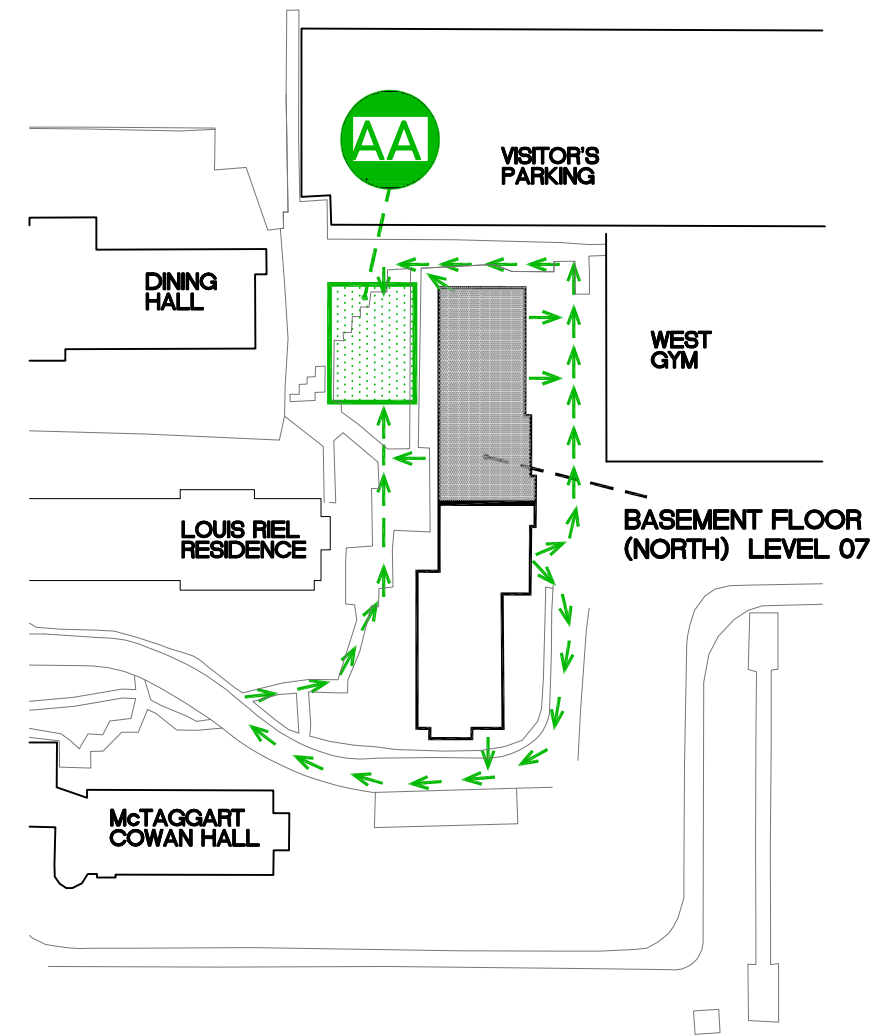 AA
VISITOR'S
PARKING
DINING
HALL
WEST
GYM
BASEMENT FLOOR
(NORTH) LEVEL 07
LOUIS RIEL
RESIDENCE
McTAGGART
COWAN HALL